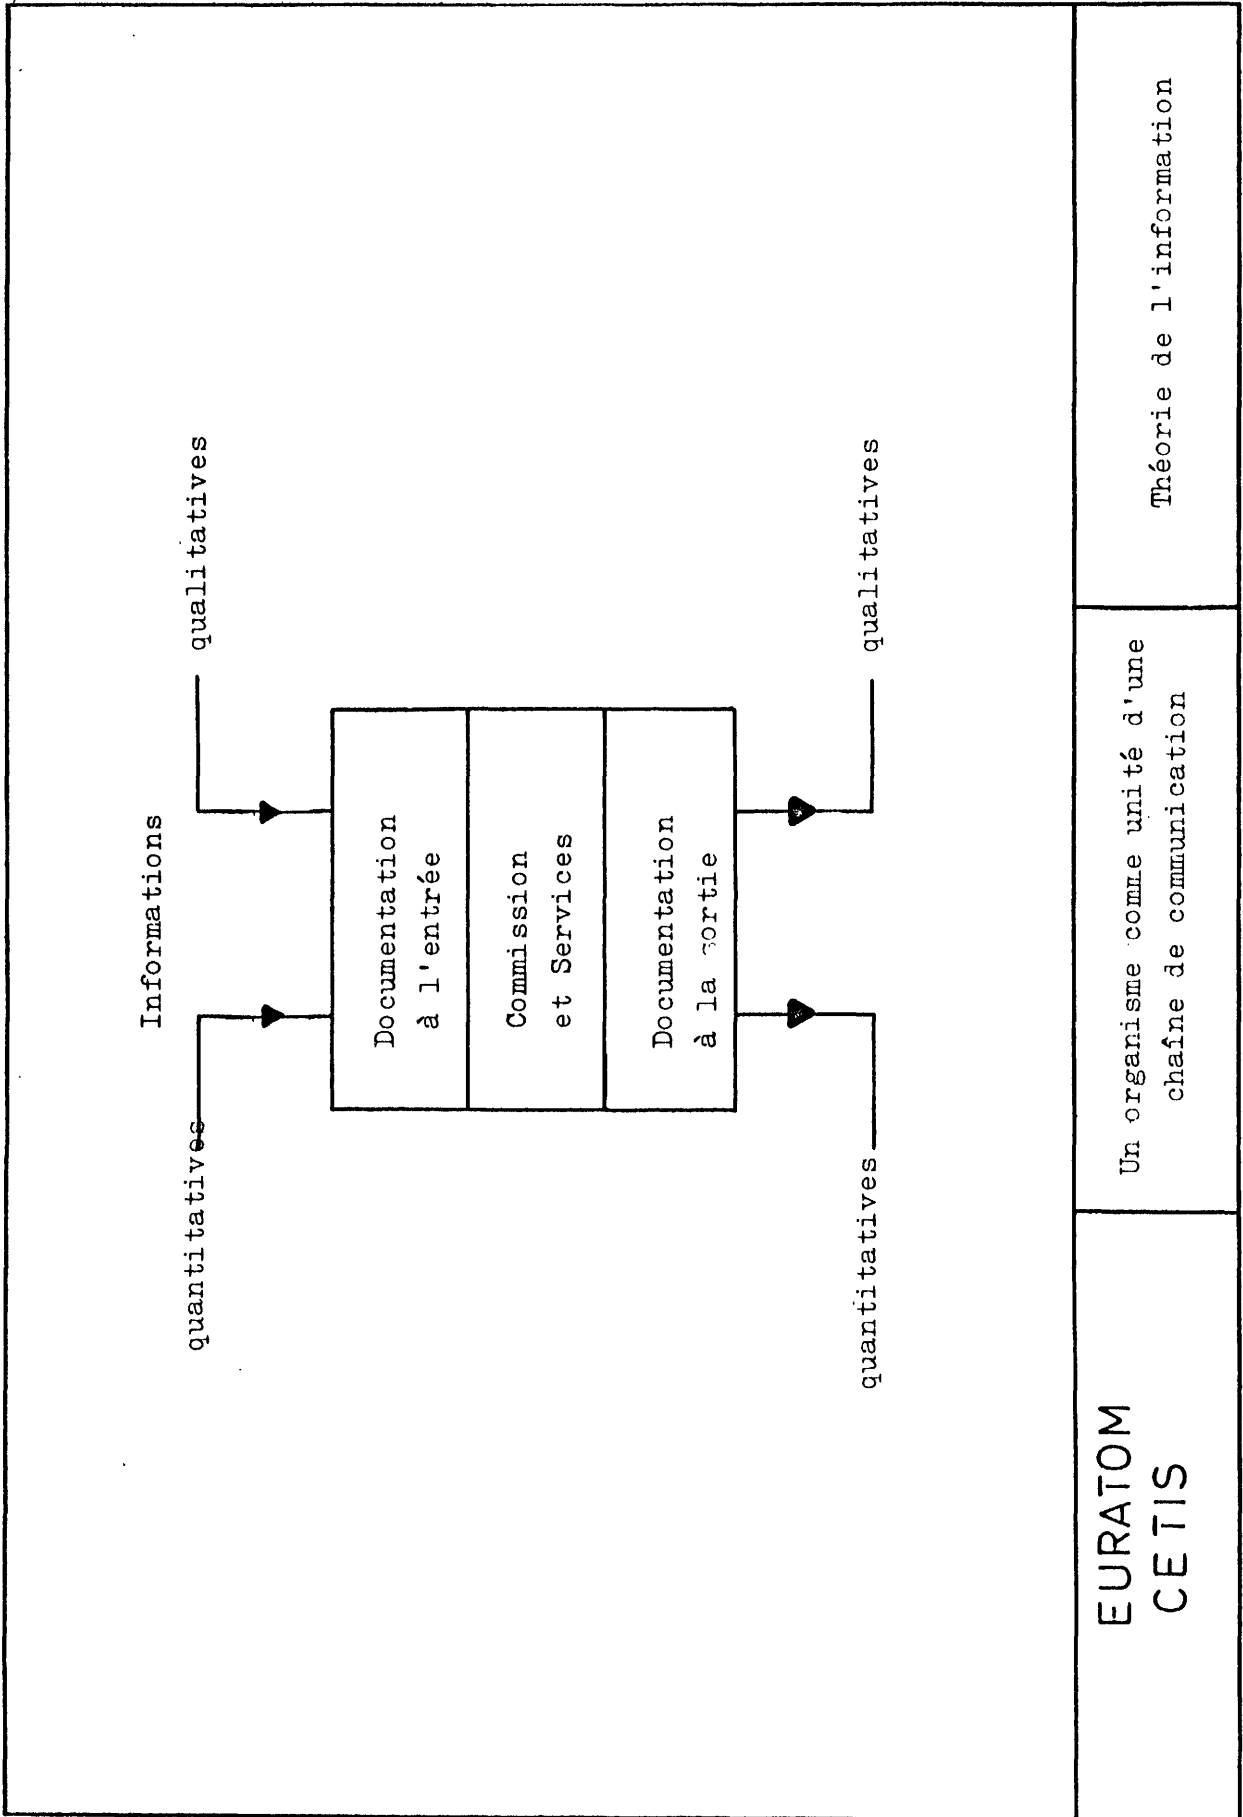 Informations
quantitatives
qualitatives
Documentation
à l'entrée
Commission
et Services
Documentation
à la sortie
quantitatives
qualitatives
EURATOM
CETIS
Un organisme comme unité d'une
chaîne de communication
Théorie de l'information